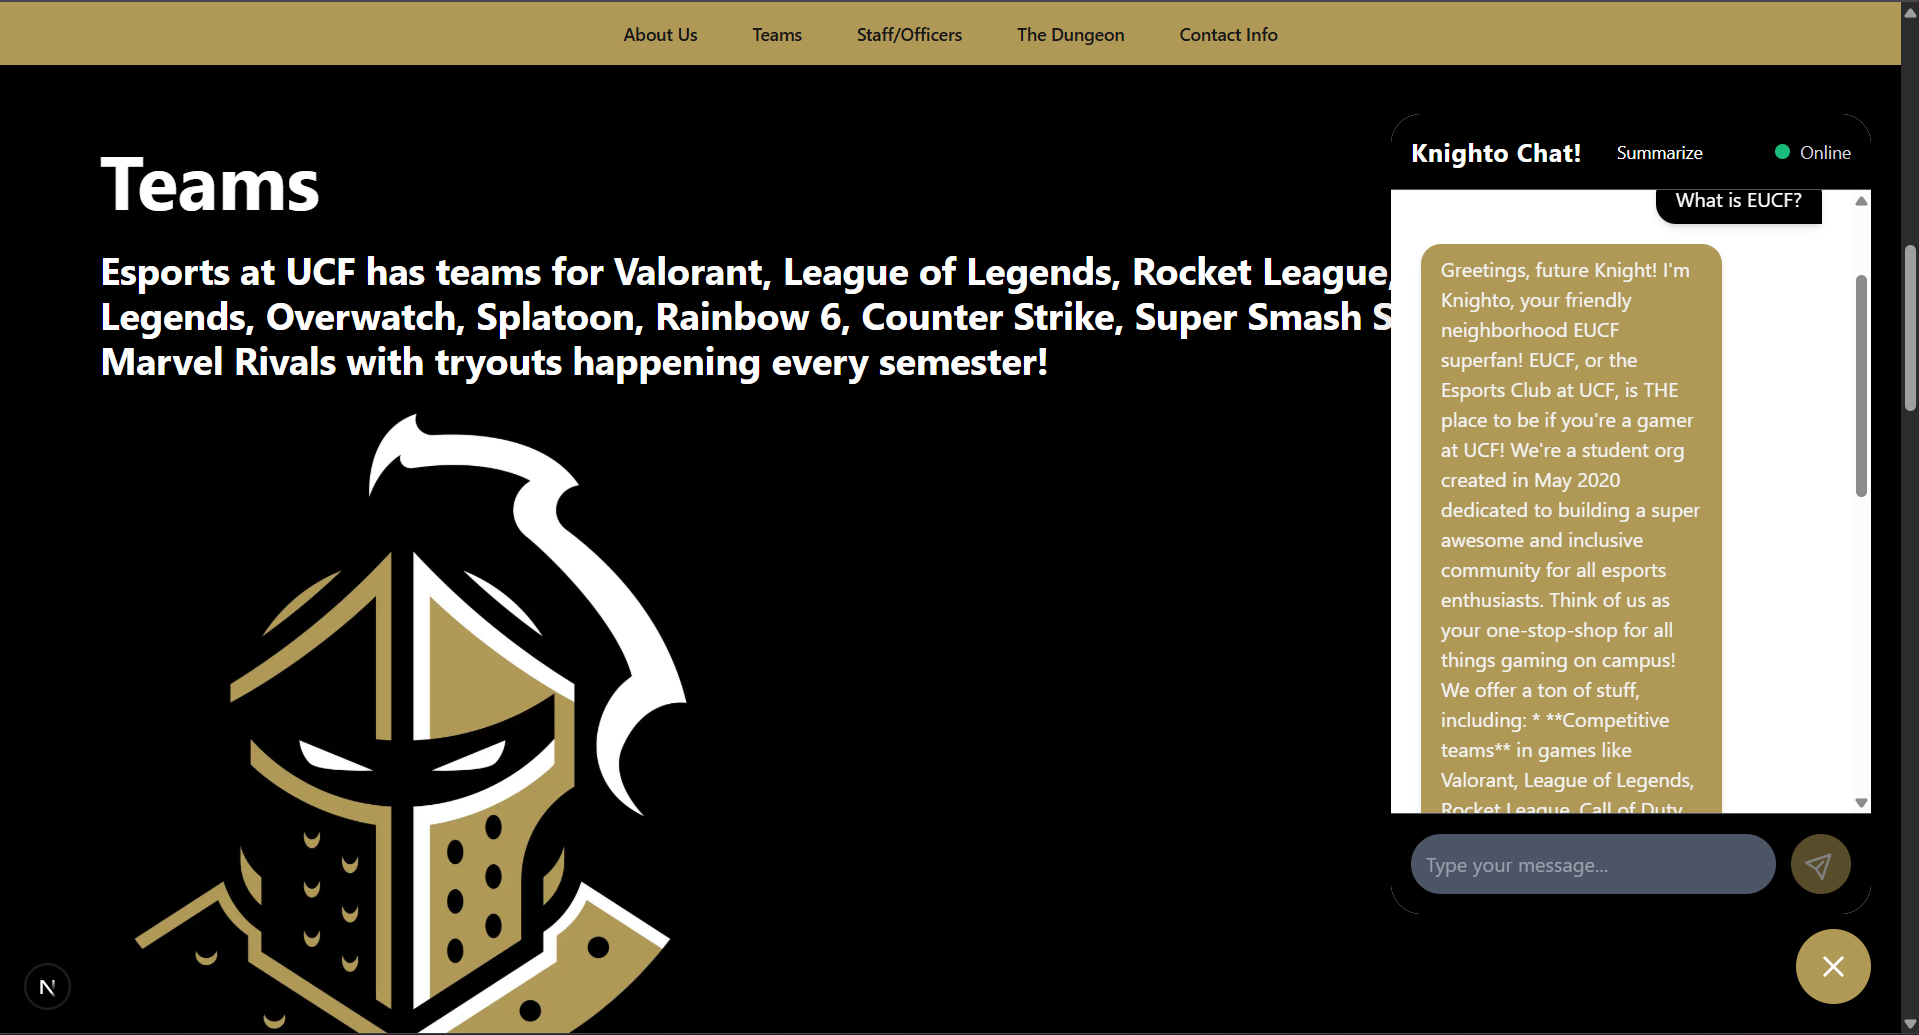 About Us Teams Staff/Officers The Dungeon Contact Info
Teams
Esports at UCF has teams for Valorant, League of Legends, Rocket League,
Legends, Overwatch, Splatoon, Rainbow 6, Counter Strike, Super Smash S
Marvel Rivals with tryouts happening every semester!
Knighto Chat! Summarize Online
What is EUCF?
Greetings, future Knight! I'm
Knighto, your friendly
neighborhood EUCF
superfan! EUCF, or the
Esports Club at UCF, is THE
place to be if you're a gamer
at UCF! We're a student org
created in May 2020
dedicated to building a super
awesome and inclusive
community for all esports
enthusiasts. Think of us as
your one-stop-shop for all
things gaming on campus!
We offer a ton of stuff,
including: * **Competitive
teams** in games like
Valorant, League of Legends,
Rocket League, Call of Duty,
Type your message...
N